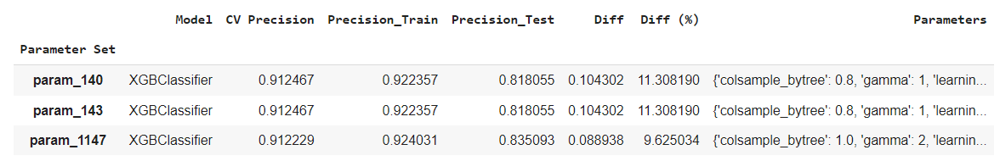 Model CV Precision Precision_Train Precision_Test Diff Diff (%) Parameters
Parameter Set
param_140 XGBClassifier 0.912467 0.922357 0.818055 0.104302 11.308190 {'colsample_bytree': 0.8, 'gamma': 1, 'learnin...
param_143 XGBClassifier 0.912467 0.922357 0.818055 0.104302 11.308190 {'colsample_bytree': 0.8, 'gamma': 1, 'learnin...
param_1147 XGBClassifier 0.912229 0.924031 0.835093 0.088938 9.625034 {'colsample_bytree': 1.0, 'gamma': 2, 'learnin...